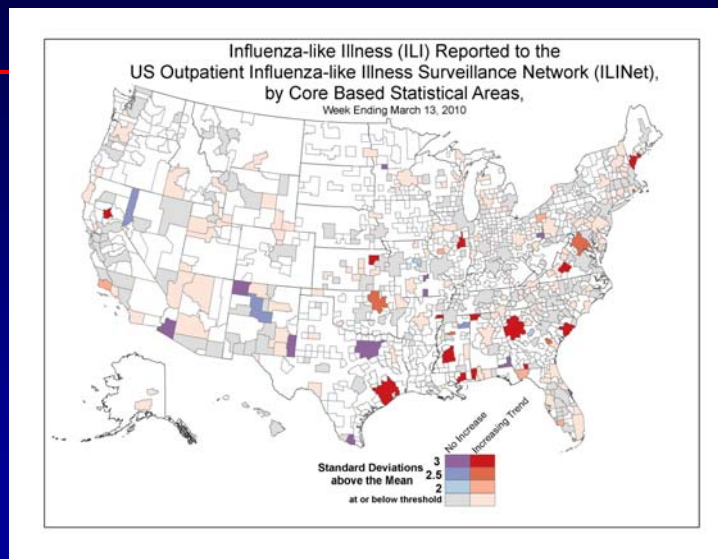 Influenza-like Illness (ILI) Reported to the
US Outpatient Influenza-like Illness Surveillance Network (ILINet),
by Core Based Statistical Areas,
Week Ending March 13, 2010
No Increase
Increasing Trend
Standard Deviations
above the Mean
3
2.5
2
at or below threshold